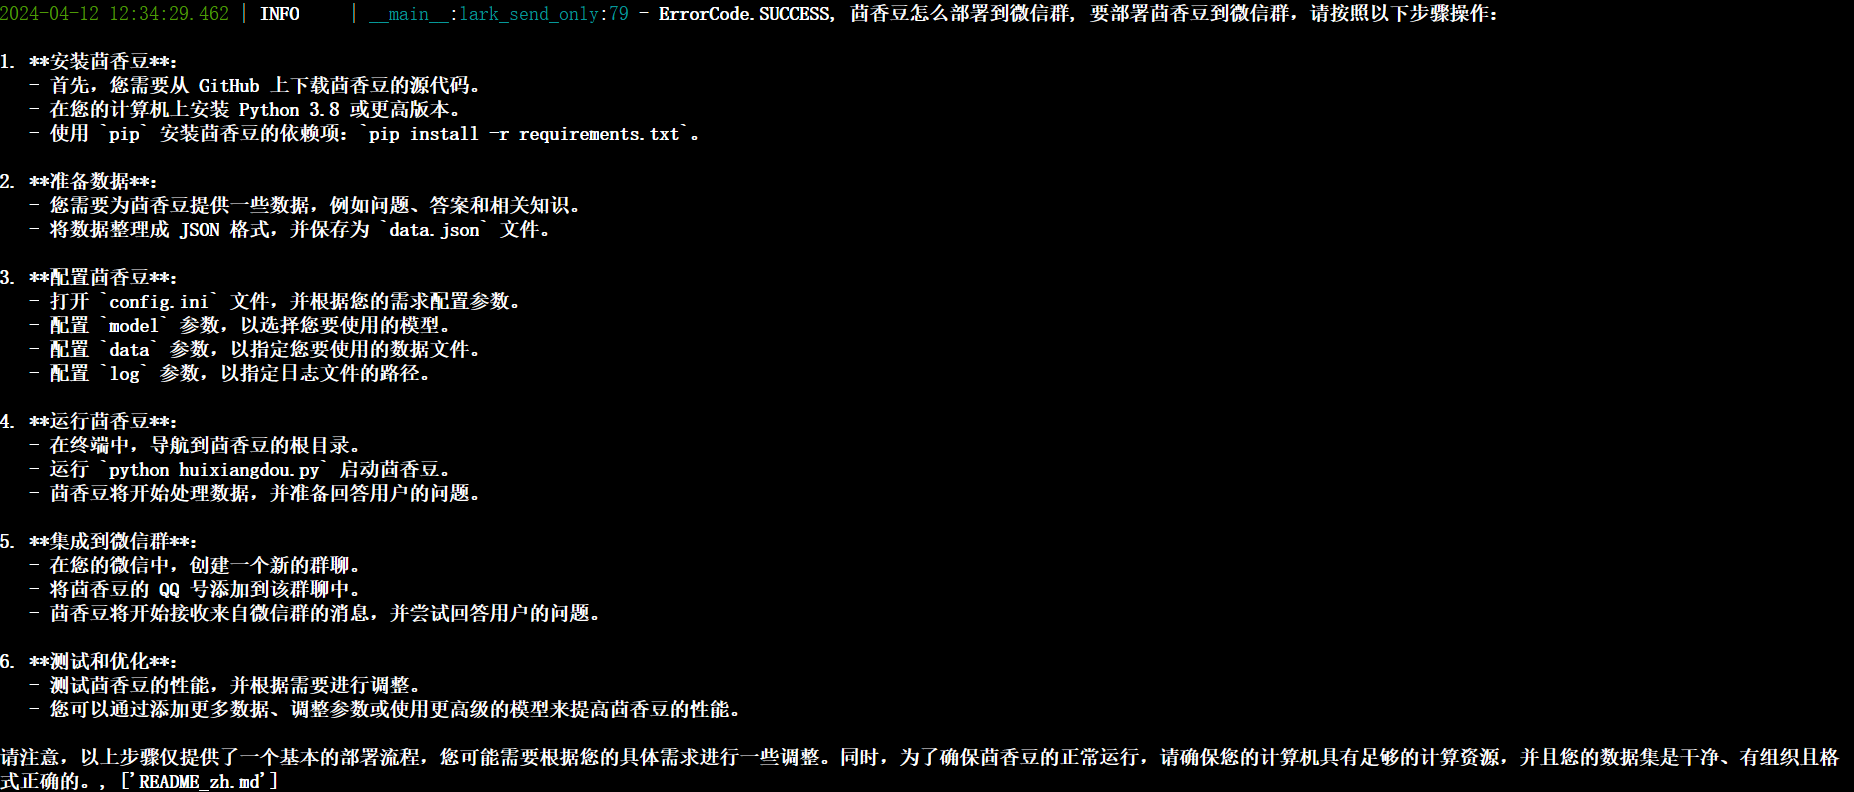 2024-04-12 12:34:29.462 | INFO     | __main__:lark_send_only:79 - ErrorCode.SUCCESS, 茴香豆怎么部署到微信群, 要部署茴香豆到微信群，请按照以下步骤操作：
1. **安装茴香豆**：
- 首先，您需要从 GitHub 上下载茴香豆的源代码。
- 在您的计算机上安装 Python 3.8 或更高版本。
- 使用 `pip` 安装茴香豆的依赖项：`pip install -r requirements.txt`。
2. **准备数据**：
- 您需要为茴香豆提供一些数据，例如问题、答案和相关知识。
- 将数据整理成 JSON 格式，并保存为 `data.json` 文件。
3. **配置茴香豆**：
- 打开 `config.ini` 文件，并根据您的需求配置参数。
- 配置 `model` 参数，以选择您要使用的模型。
- 配置 `data` 参数，以指定您要使用的数据文件。
- 配置 `log` 参数，以指定日志文件的路径。
4. **运行茴香豆**：
- 在终端中，导航到茴香豆的根目录。
- 运行 `python huixiangdou.py` 启动茴香豆。
- 茴香豆将开始处理数据，并准备回答用户的问题。
5. **集成到微信群**：
- 在您的微信中，创建一个新的群聊。
- 将茴香豆的 QQ 号添加到该群聊中。
- 茴香豆将开始接收来自微信群的消息，并尝试回答用户的问题。
6. **测试和优化**：
- 测试茴香豆的性能，并根据需要进行调整。
- 您可以通过添加更多数据、调整参数或使用更高级的模型来提高茴香豆的性能。
请注意，以上步骤仅提供了一个基本的部署流程，您可能需要根据您的具体需求进行一些调整。同时，为了确保茴香豆的正常运行，请确保您的计算机具有足够的计算资源，并且您的数据集是干净、有组织且格
式正确的。, ['README_zh.md']